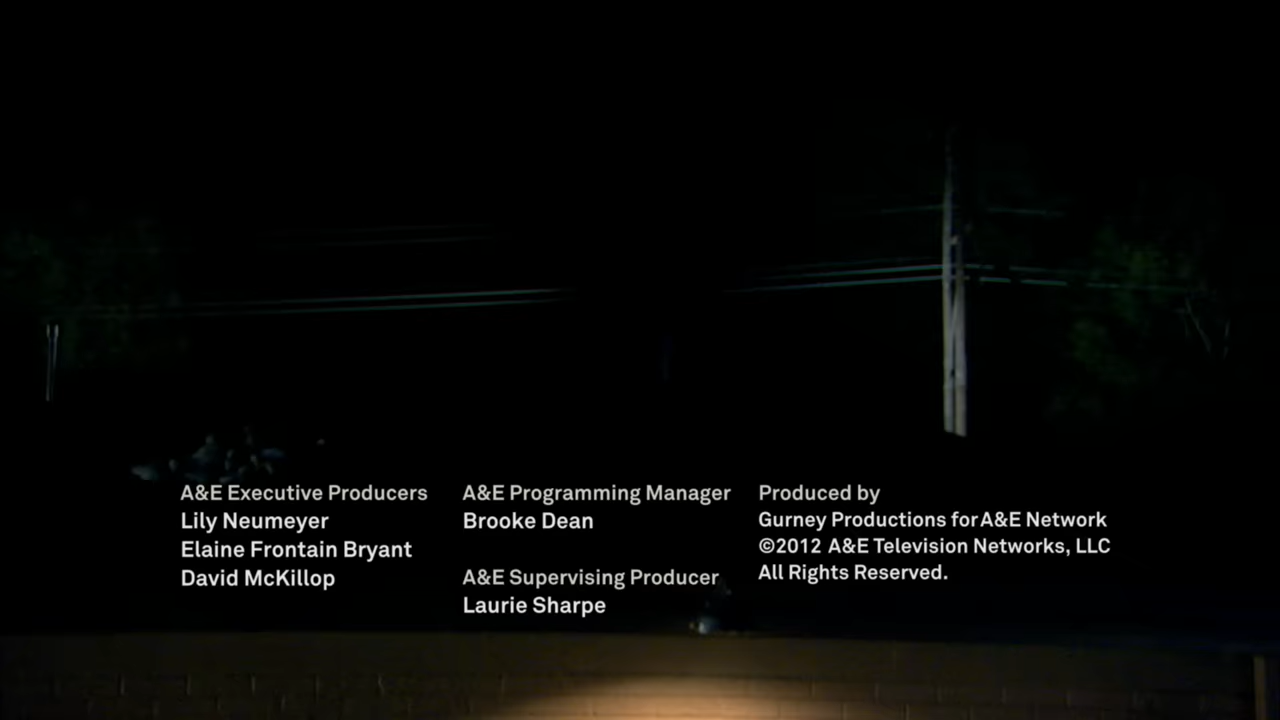 A&E Executive Producers
Lily Neumeyer
Elaine Frontain Bryant
David McKillop
A&E Programming Manager
Brooke Dean
A&E Supervising Producer
Laurie Sharpe
Produced by
Gurney Productions for A&E Network
©2012 A&E Television Networks, LLC
All Rights Reserved.